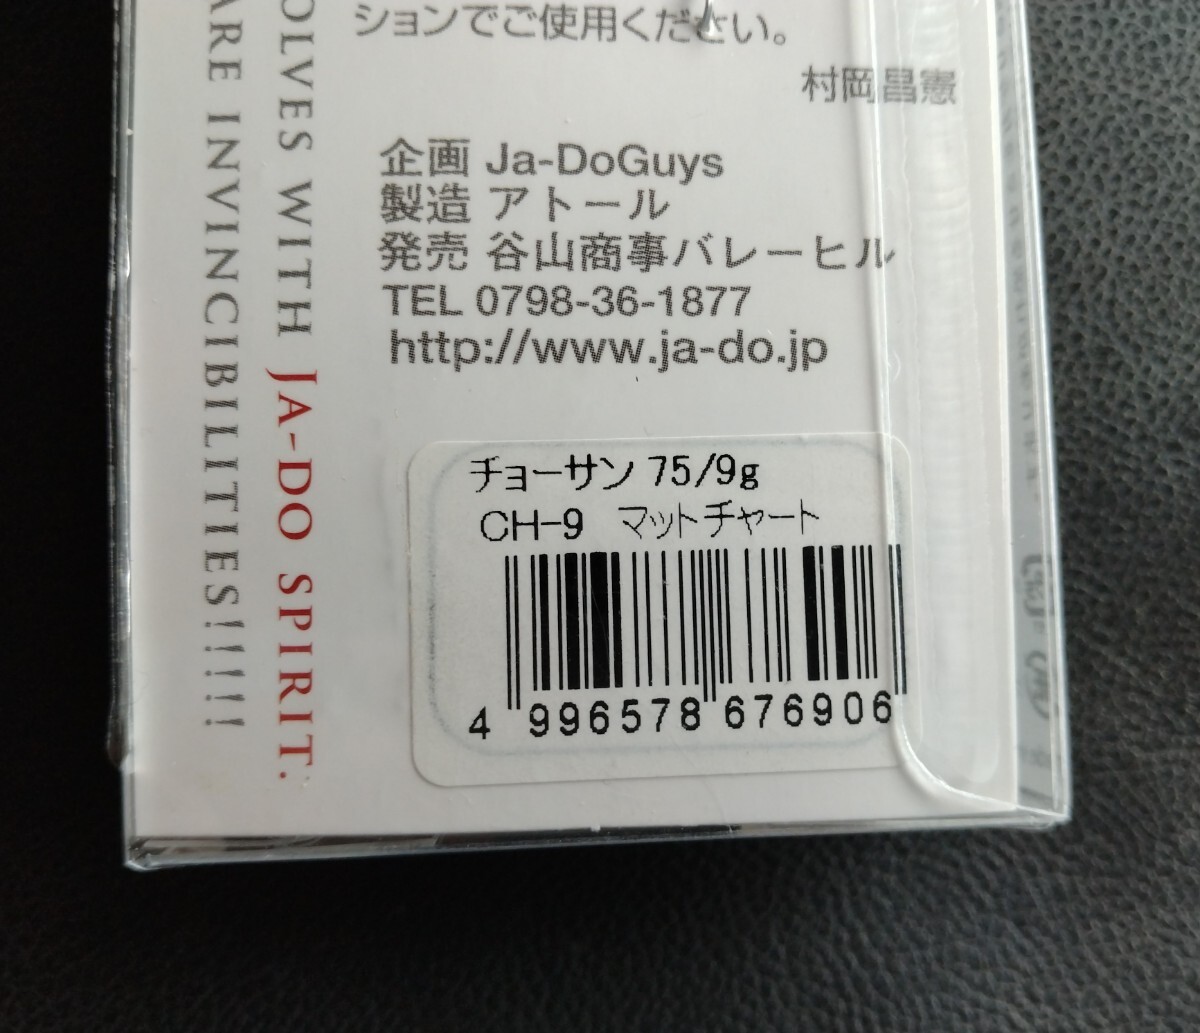 ションでご使用ください。
村岡昌憲
企画 Ja-DoGuys
製造 アトール
発売 谷山商事バレーヒル
TEL 0798-36-1877
http://www.ja-do.jp
チョーサン 75/9g
CH-9 マットチャート
4 996578 676906
OLVES WITH JA-DO SPIRIT:
ARE INVINCIBILITIES!!!!!